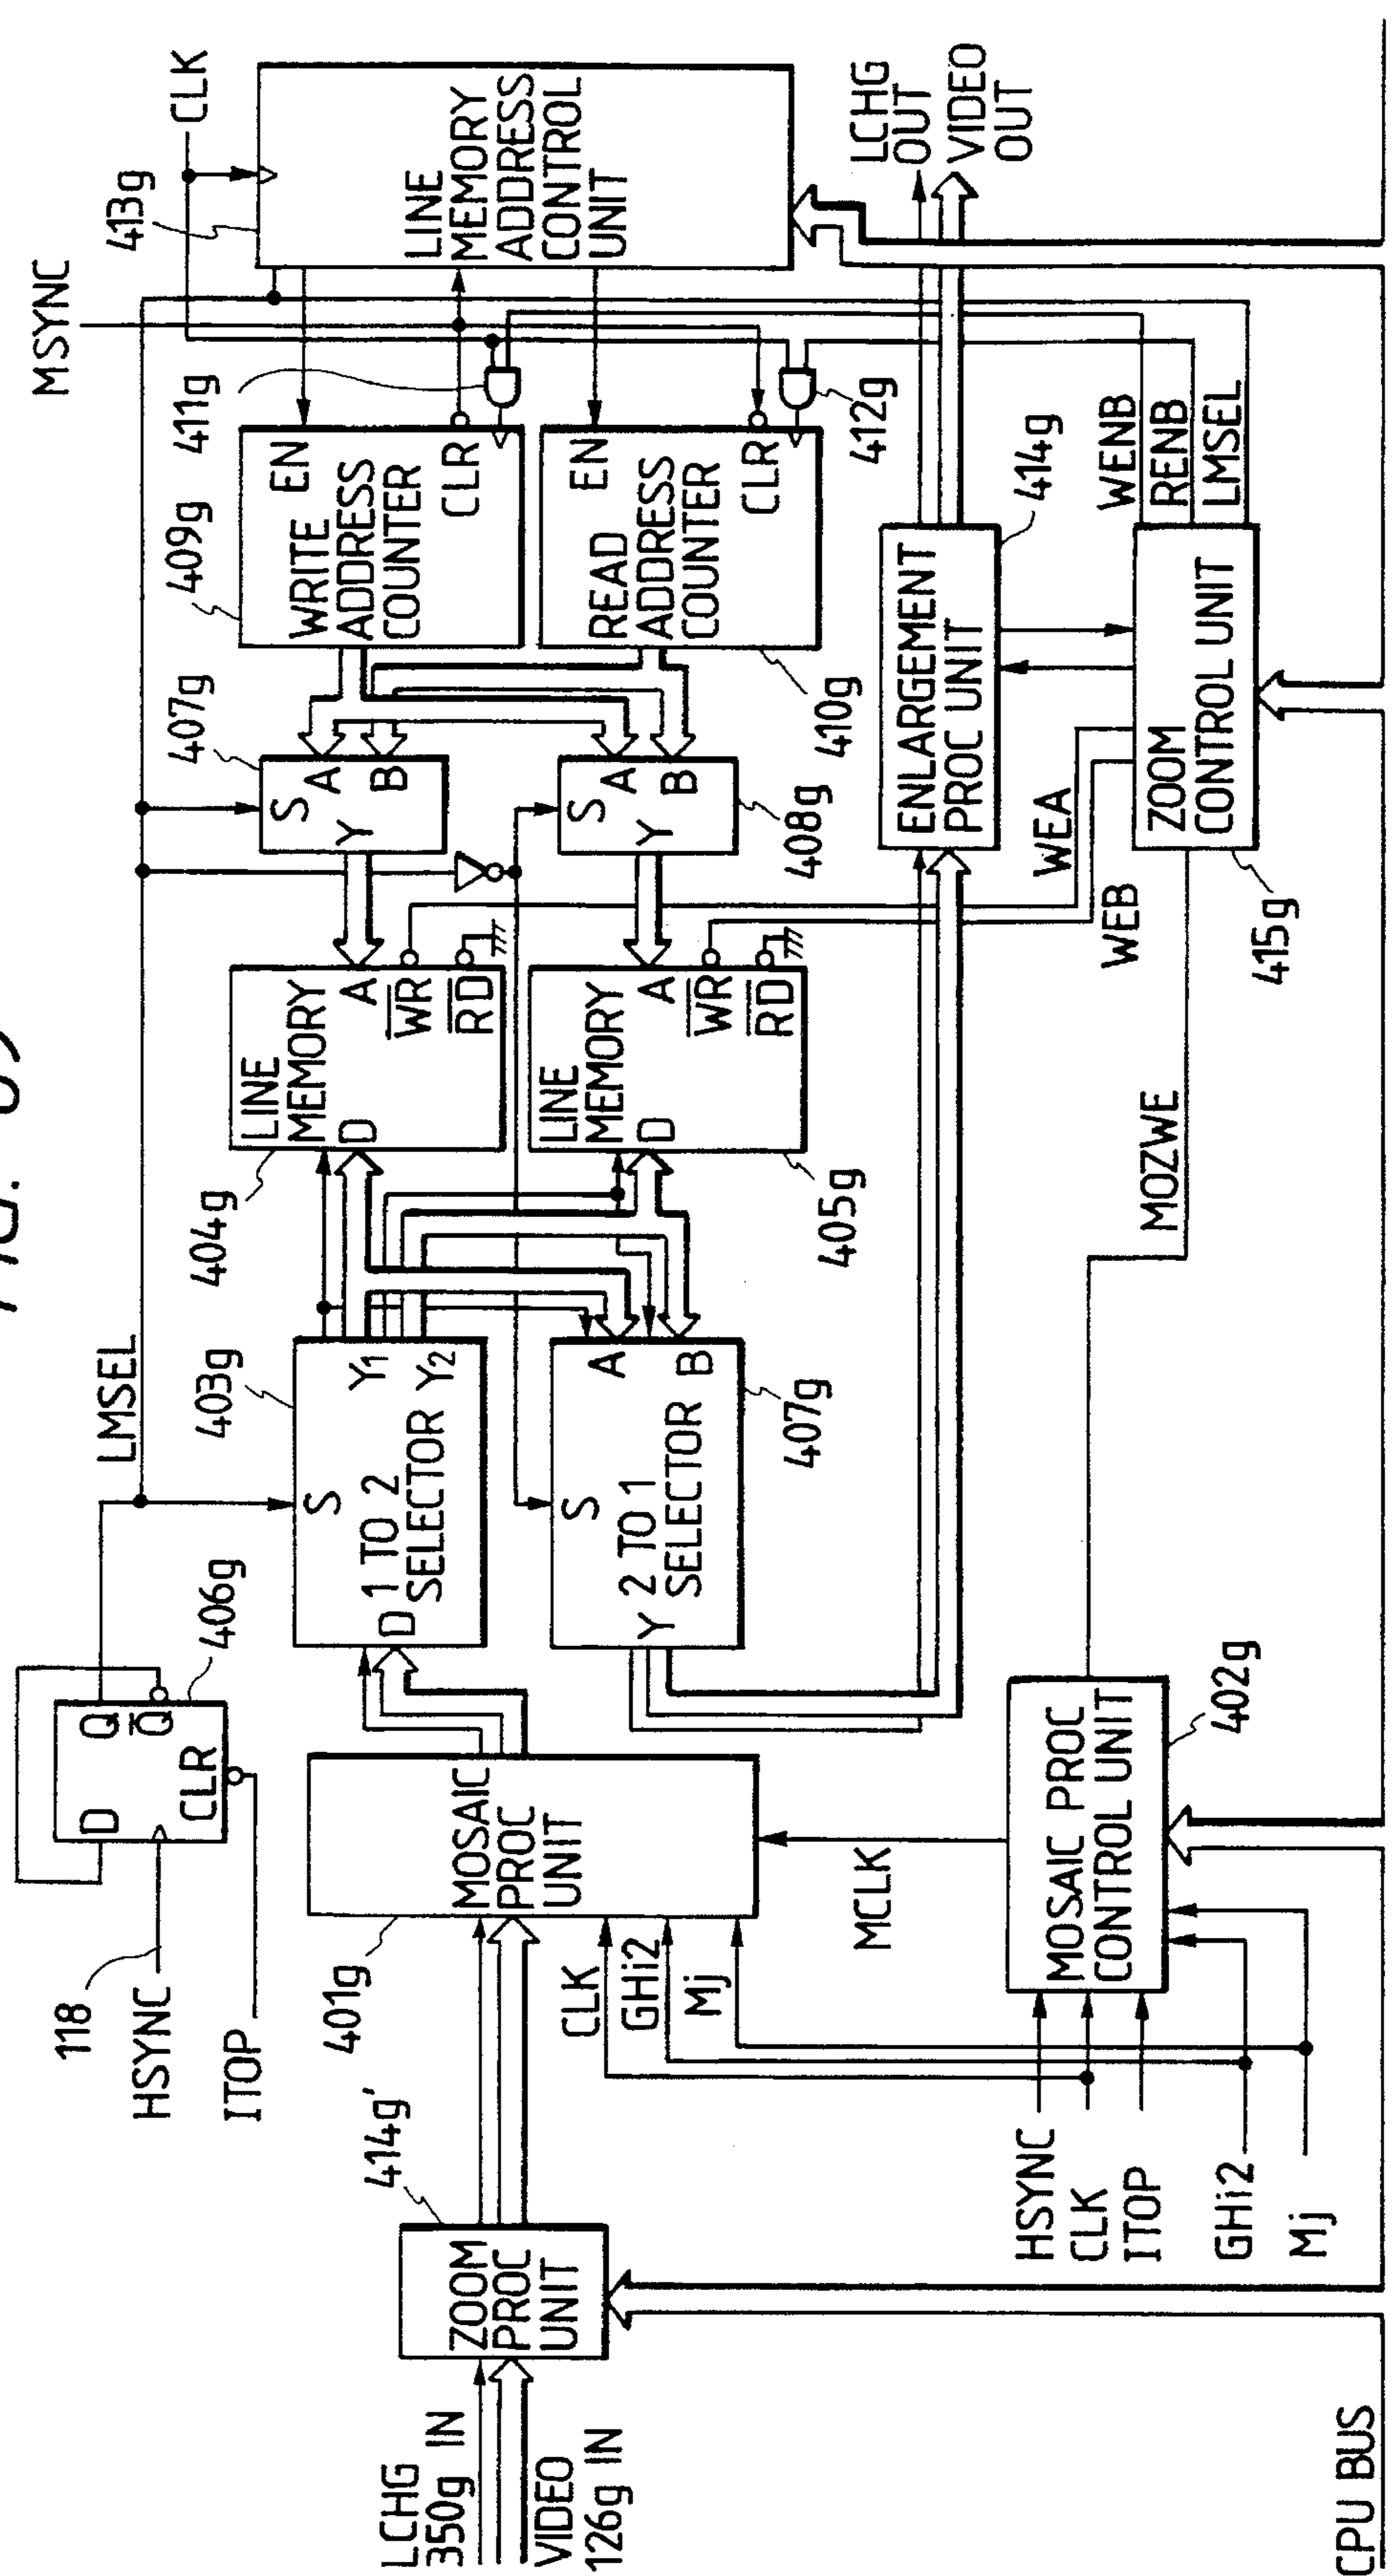 MSYNC
CLK
413g
LINE
MEMORY
ADDRESS
CONTROL
UNIT
LCHG
OUT
VIDEO
OUT
411g
409g
EN
WRITE
ADDRESS
COUNTER
CLR
EN
READ
ADDRESS
COUNTER
CLR
412g
410g
407g
S
A
B
Y
S
A
B
Y
408g
414g
ENLARGEMENT
PROC UNIT
WENB
RENB
LMSEL
ZOOM
CONTROL UNIT
415g
WEA
WEB
404g
LINE
MEMORY
D
A
WR
RD
LINE
MEMORY
D
A
WR
RD
405g
MOZWE
LMSEL
403g
S
D
1 TO 2
SELECTOR
Y1
Y2
S
Y
2 TO 1
SELECTOR
A
B
407g
406g
D
Q
Q
CLR
118
HSYNC
ITOP
401g
MOSAIC
PROC
UNIT
CLK
GHi2
Mj
MCLK
MOSAIC PROC
CONTROL UNIT
402g
HSYNC
CLK
ITOP
GHi2
Mj
414g'
ZOOM
PROC
UNIT
LCHG
350g IN
VIDEO
126g IN
CPU BUS